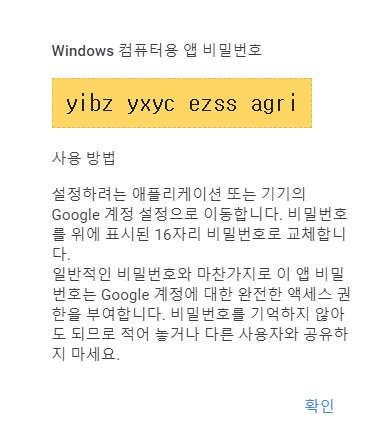 Windows 컴퓨터용 앱 비밀번호
yibz yxyc ezss agri
사용 방법
설정하려는 애플리케이션 또는 기기의
Google 계정 설정으로 이동합니다. 비밀번호
를 위에 표시된 16자리 비밀번호로 교체합니
다.
일반적인 비밀번호와 마찬가지로 이 앱 비밀
번호는 Google 계정에 대한 완전한 액세스 권
한을 부여합니다. 비밀번호를 기억하지 않아
도 되므로 적어 놓거나 다른 사용자와 공유하
지 마세요.
확인